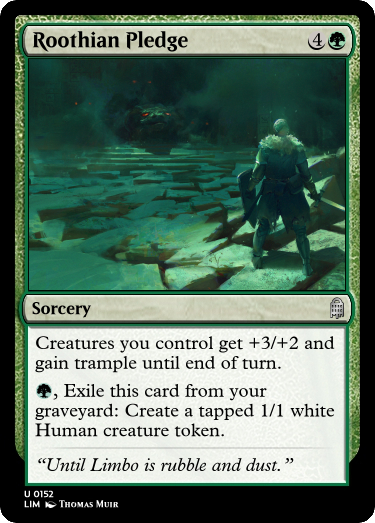 Roothian Pledge 4
Sorcery
Creatures you control get +3/+2 and
gain trample until end of turn.
, Exile this card from your
graveyard: Create a tapped 1/1 white
Human creature token.
“Until Limbo is rubble and dust.”
U 0152
LIM Thomas Muir